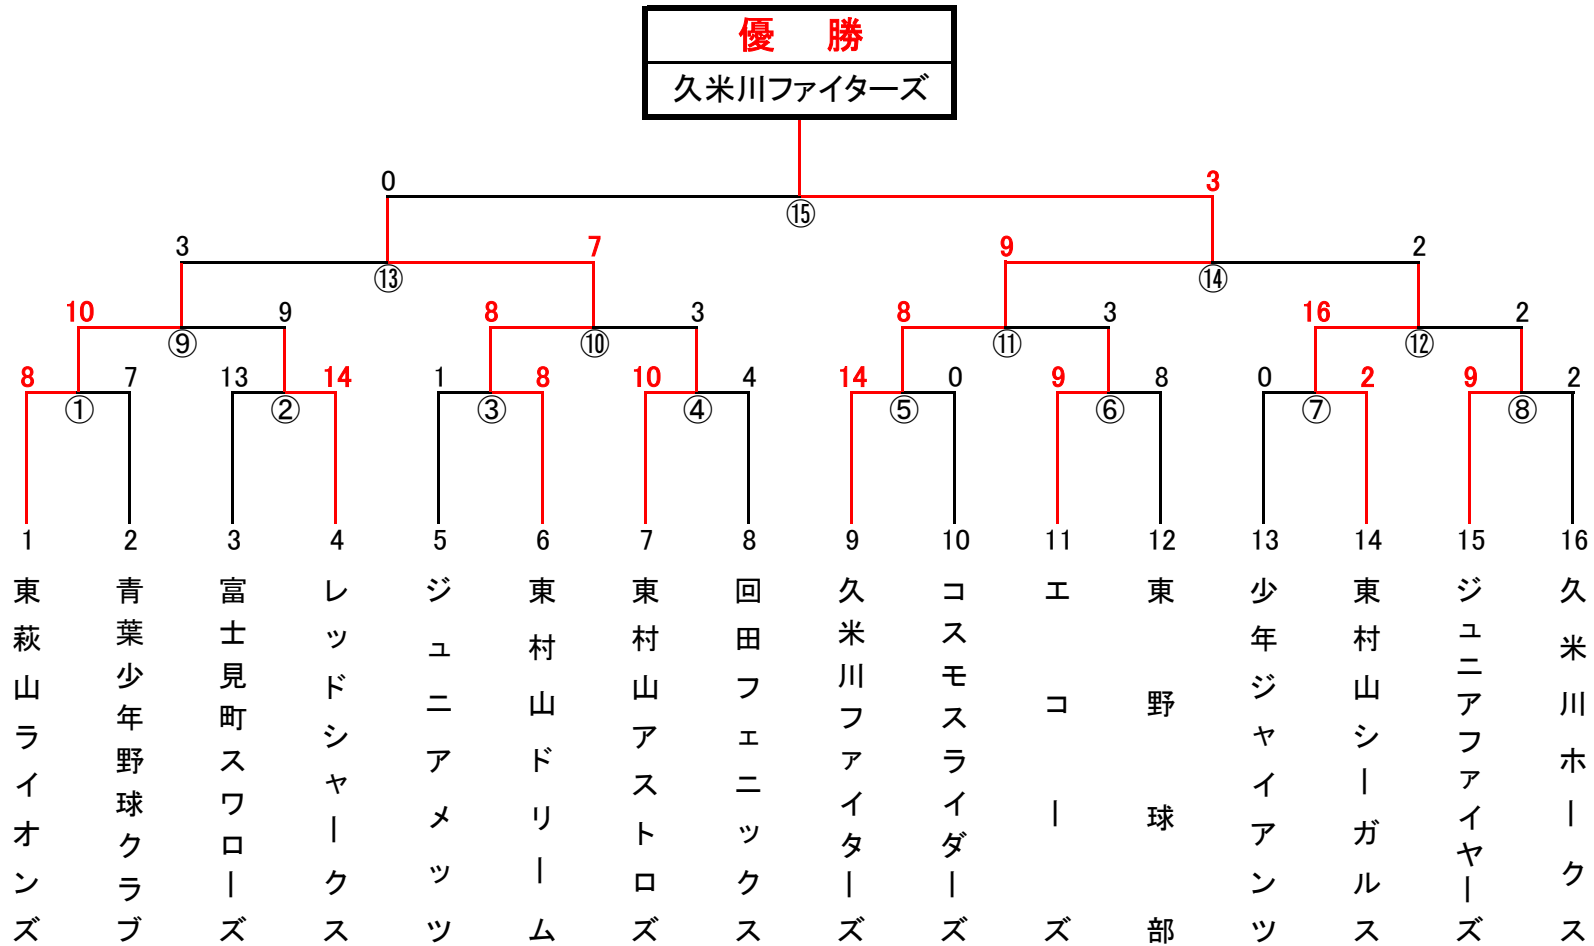 優　勝
久米川ファイターズ
0 3
⑮
3 7 9 2
⑬ ⑭
10 9 8 3 8 3 16 2
⑨ ⑩ ⑪ ⑫
8 7 13 14 1 8 10 4 14 0 9 8 0 2 9 2
① ② ③ ④ ⑤ ⑥ ⑦ ⑧
1 2 3 4 5 6 7 8 9 10 11 12 13 14 15 16
東萩山ライオンズ
青葉少年野球クラブ
富士見町スワローズ
レッドシャークス
ジュニアメッツ
東村山ドリーム
東村山アストロズ
回田フェニックス
久米川ファイターズ
コスモスライダーズ
エコーズ
東野球部
少年ジャイアンツ
東村山シーガルス
ジュニアファイヤーズ
久米川ホークス